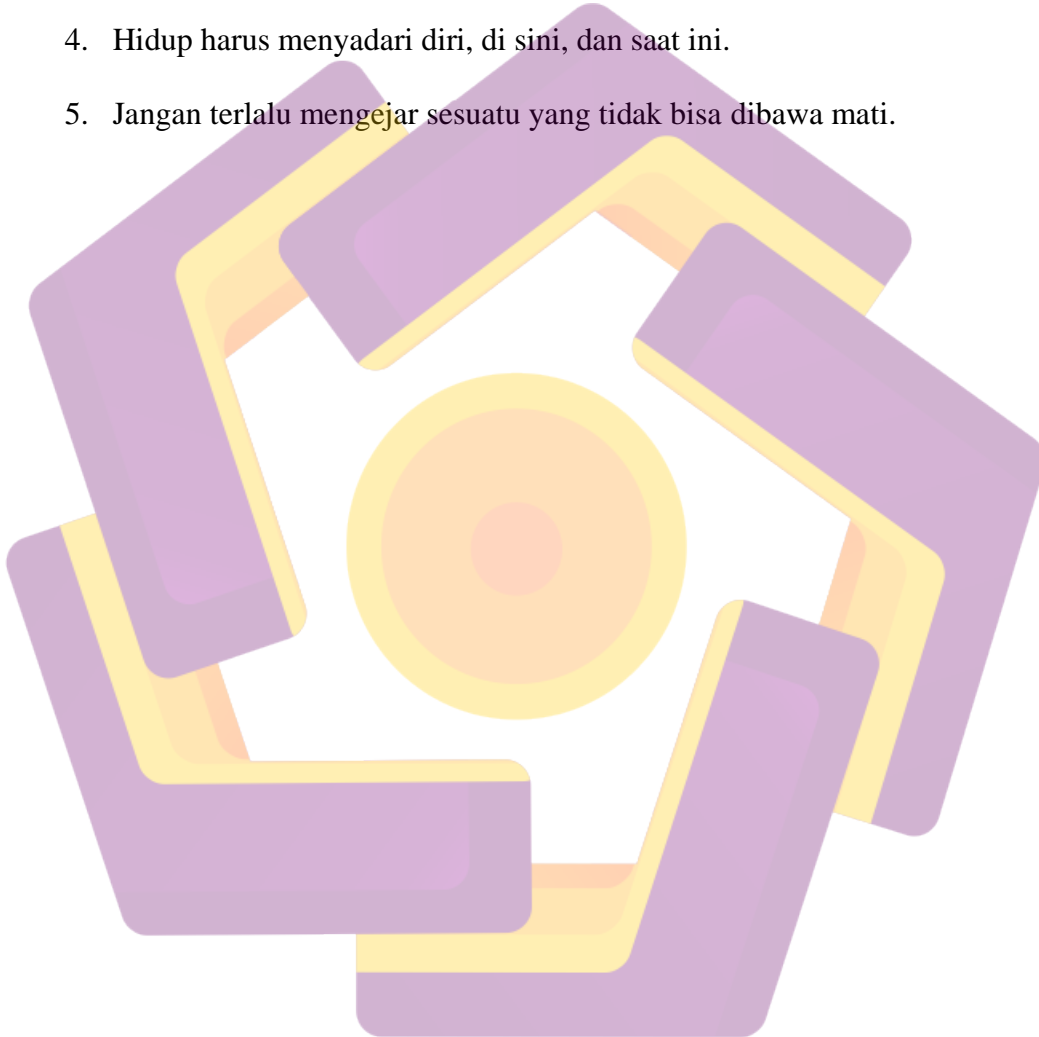 4. Hidup harus menyadari diri, di sini, dan saat ini.
5. Jangan terlalu mengejar sesuatu yang tidak bisa dibawa mati.